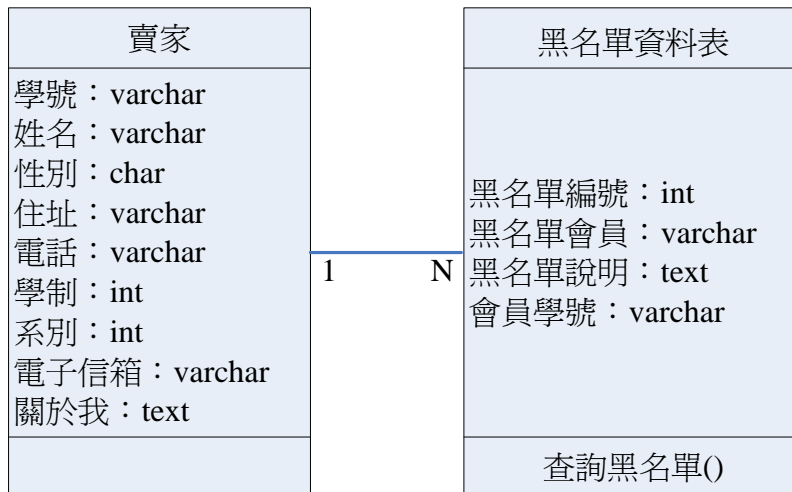 賣家
學號：varchar
姓名：varchar
性別：char
住址：varchar
電話：varchar
學制：int
系別：int
電子信箱：varchar
關於我：text
1
N
黑名單資料表
黑名單編號：int
黑名單會員：varchar
黑名單說明：text
會員學號：varchar
查詢黑名單()